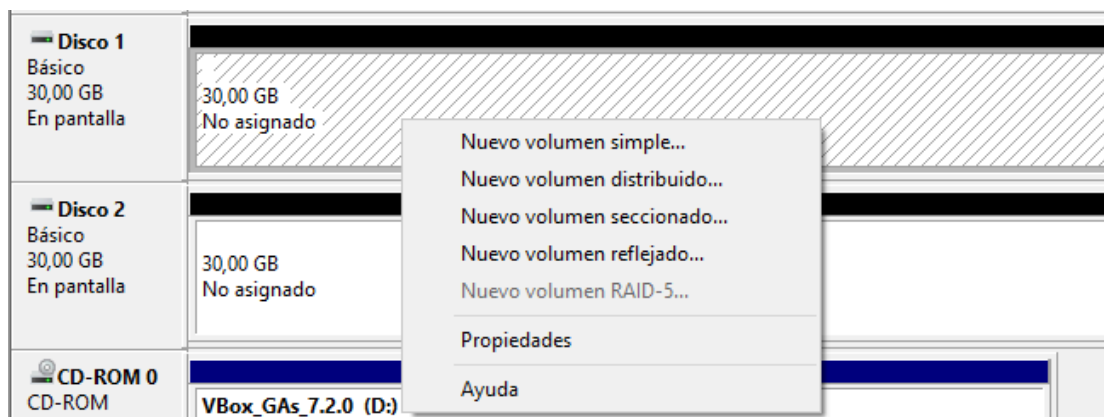 Disco 1
Básico
30,00 GB
En pantalla
30,00 GB
No asignado
Nuevo volumen simple...
Nuevo volumen distribuido...
Nuevo volumen seccionado...
Nuevo volumen reflejado...
Nuevo volumen RAID-5...
Propiedades
Ayuda
Disco 2
Básico
30,00 GB
En pantalla
30,00 GB
No asignado
CD-ROM 0
CD-ROM
VBox_GAs_7.2.0 (D:)